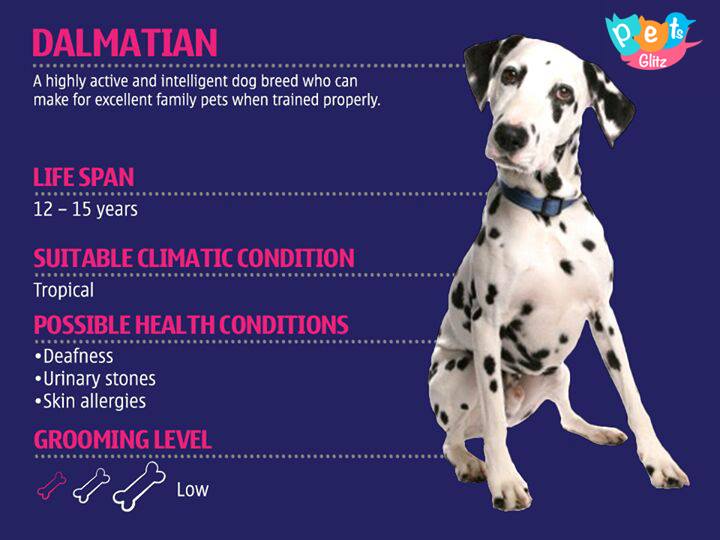 DALMATIAN
A highly active and intelligent dog breed who can
make for excellent family pets when trained properly.
Pets
Glitz
LIFE SPAN
12 – 15 years
SUITABLE CLIMATIC CONDITION
Tropical
POSSIBLE HEALTH CONDITIONS
•Deafness
•Urinary stones
•Skin allergies
GROOMING LEVEL
Low